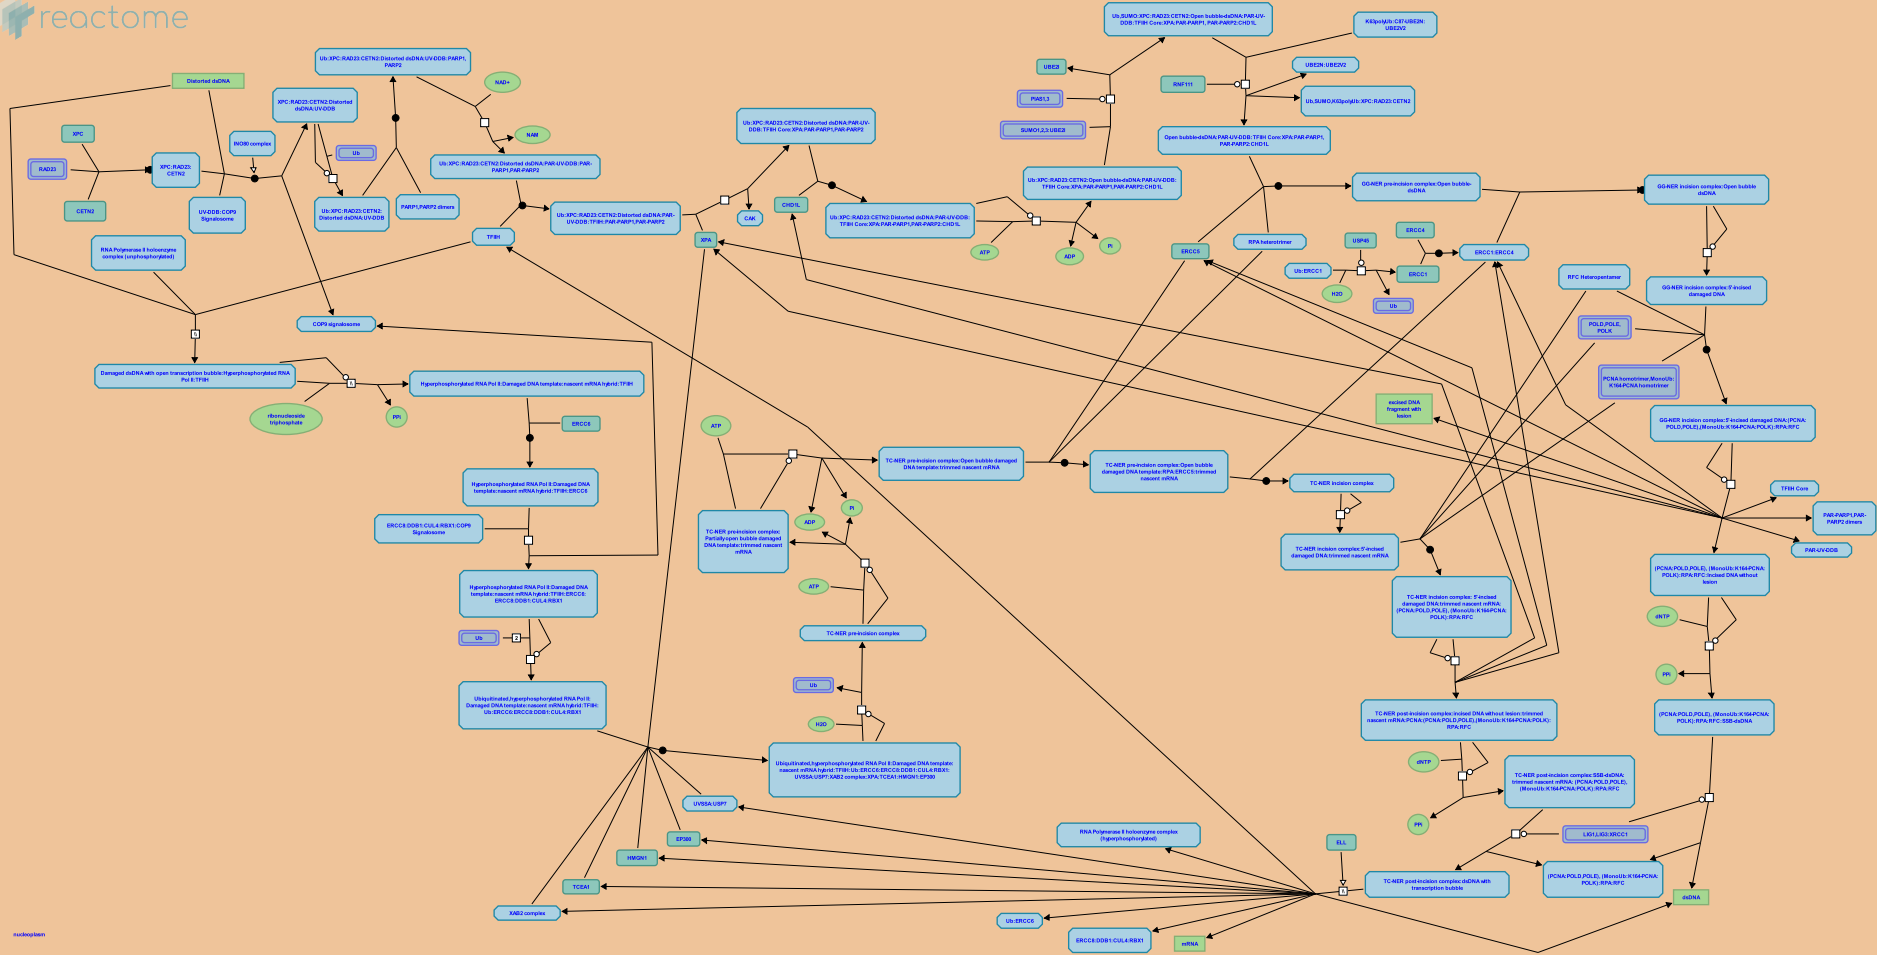 reactome
Ub,SUMO:XPC:RAD23:CETN2:Open bubble-dsDNA:PAR-UV-
DDB:TFIIH Core:XPA:PAR-PARP1, PAR-PARP2:CHD1L
K63polyUb:C87-UBE2N:
UBE2V2
Ub:XPC:RAD23:CETN2:Distorted dsDNA:UV-DDB:PARP1,
PARP2
UBE2I
UBE2N:UBE2V2
Distorted dsDNA
NAD+
RNF111
XPC:RAD23:CETN2:Distorted
dsDNA:UV-DDB
PIAS1,3
Ub,SUMO,K63polyUb:XPC:RAD23:CETN2
Ub:XPC:RAD23:CETN2:Distorted dsDNA:PAR-UV-
DDB:TFIIH Core:XPA:PAR-PARP1,PAR-PARP2
XPC
NAM
SUMO1,2,3:UBE2I
INO80 complex
Open bubble-dsDNA:PAR-UV-DDB:TFIIH Core:XPA:PAR-PARP1,
PAR-PARP2:CHD1L
Ub
RAD23
XPC:RAD23:
CETN2
Ub:XPC:RAD23:CETN2:Distorted dsDNA:PAR-UV-DDB:PAR-
PARP1,PAR-PARP2
Ub:XPC:RAD23:CETN2:Open bubble-dsDNA:PAR-UV-DDB:
TFIIH Core:XPA:PAR-PARP1,PAR-PARP2:CHD1L
GG-NER pre-incision complex:Open bubble-
dsDNA
GG-NER incision complex:Open bubble
dsDNA
CETN2
UV-DDB:COP9
Signalosome
Ub:XPC:RAD23:CETN2:
Distorted dsDNA:UV-DDB
PARP1,PARP2 dimers
Ub:XPC:RAD23:CETN2:Distorted dsDNA:PAR-
UV-DDB:TFIIH:PAR-PARP1,PAR-PARP2
CAK
CHD1L
Ub:XPC:RAD23:CETN2:Distorted dsDNA:PAR-UV-DDB:
TFIIH Core:XPA:PAR-PARP1,PAR-PARP2:CHD1L
TFIIH
XPA
ERCC5
RPA heterotrimer
USP45
ERCC4
RNA Polymerase II holoenzyme
complex (unphosphorylated)
ATP
ADP
Pi
ERCC1:ERCC4
Ub:ERCC1
ERCC1
RFC Heteropentamer
H2O
Ub
GG-NER incision complex:5'-incised
damaged DNA
COP9 signalosome
POLD,POLE,
POLK
Damaged dsDNA with open transcription bubble:Hyperphosphorylated RNA
Pol II:TFIIH
Hyperphosphorylated RNA Pol II:Damaged DNA template:nascent mRNA hybrid:TFIIH
PCNA homotrimer,MonoUb:
K164-PCNA homotrimer
ribonucleoside
triphosphate
PPi
ERCC6
ATP
excised DNA
fragment with
lesion
GG-NER incision complex:5'-incised damaged DNA:(PCNA:
POLD,POLE),(MonoUb:K164-PCNA:POLK)::RPA:RFC
Hyperphosphorylated RNA Pol II:Damaged DNA
template:nascent mRNA hybrid:TFIIH:ERCC6
TC-NER pre-incision complex:Open bubble damaged
DNA template:trimmed nascent mRNA
TC-NER pre-incision complex:Open bubble
damaged DNA template:RPA:ERCC5:trimmed
nascent mRNA
TC-NER incision complex
TFIIH Core
ERCC8:DDB1:CUL4:RBX1:COP9
Signalosome
TC-NER pre-incision complex:
Partially open bubble damaged
DNA template:trimmed nascent
mRNA
ADP
Pi
PAR-PARP1,PAR-
PARP2 dimers
TC-NER incision complex:5'-incised
damaged DNA:trimmed nascent mRNA
PAR-UV-DDB
Hyperphosphorylated RNA Pol II:Damaged DNA
template:nascent mRNA hybrid:TFIIH:ERCC6:
ERCC8:DDB1:CUL4:RBX1
ATP
TC-NER incision complex: 5'-incised
damaged DNA:trimmed nascent mRNA:
(PCNA:POLD,POLE), (MonoUb:K164-PCNA:
POLK)::RPA:RFC
(PCNA:POLD,POLE), (MonoUb:K164-PCNA:
POLK)::RPA:RFC:Incised DNA without
lesion
dNTP
Ub
2
TC-NER pre-incision complex
PPi
Ub
Ubiquitinated,hyperphosphorylated RNA Pol II:
Damaged DNA template:nascent mRNA hybrid:TFIIH:
Ub:ERCC6:ERCC8:DDB1:CUL4:RBX1
H2O
TC-NER post-incision complex:Incised DNA without lesion:trimmed
nascent mRNA:PCNA:(PCNA:POLD,POLE),(MonoUb:K164-PCNA:POLK)::
RPA:RFC
(PCNA:POLD,POLE), (MonoUb:K164-PCNA:
POLK)::RPA:RFC:SSB-dsDNA
Ubiquitinated,hyperphosphorylated RNA Pol II:Damaged DNA template:
nascent mRNA hybrid:TFIIH:Ub:ERCC6:ERCC8:DDB1:CUL4:RBX1:
UVSSA:USP7:XAB2 complex:XPA:TCEA1:HMGN1:EP300
dNTP
TC-NER post-incision complex:SSB-dsDNA:
trimmed nascent mRNA: (PCNA:POLD,POLE),
(MonoUb:K164-PCNA:POLK)::RPA:RFC
UVSSA:USP7
PPi
EP300
RNA Polymerase II holoenzyme complex
(hyperphosphorylated)
ELL
LIG1,LIG3:XRCC1
HMGN1
TCEA1
TC-NER post-incision complex:dsDNA with
transcription bubble
(PCNA:POLD,POLE), (MonoUb:K164-PCNA:
POLK)::RPA:RFC
dsDNA
XAB2 complex
Ub:ERCC6
nucleoplasm
ERCC8:DDB1:CUL4:RBX1
mRNA